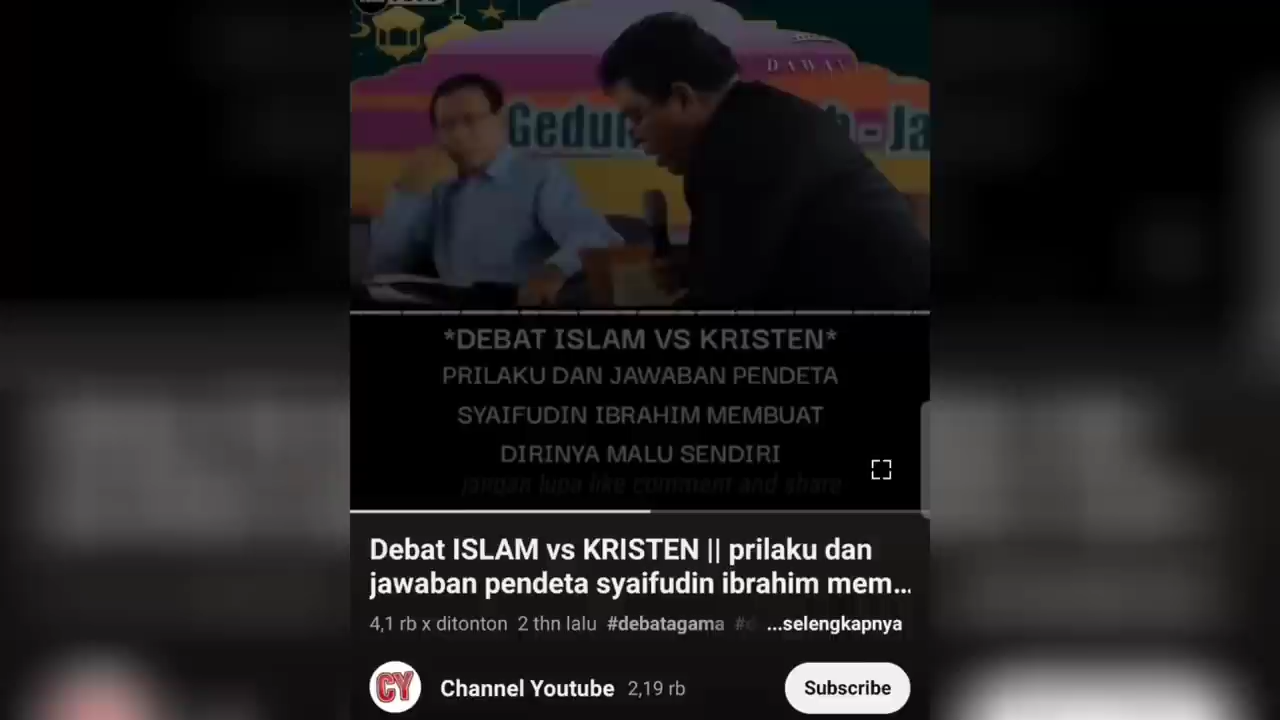 DAWA
Gedu
- Ja
*DEBAT ISLAM VS KRISTEN*
PRILAKU DAN JAWABAN PENDETA
SYAIFUDIN IBRAHIM MEMBUAT
DIRINYA MALU SENDIRI
jangan lupa like comment and share
Debat ISLAM vs KRISTEN || prilaku dan
jawaban pendeta syaifudin ibrahim mem…
4,1 rb x ditonton 2 thn lalu #debatagama #d ...selengkapnya
CY Channel Youtube 2,19 rb Subscribe